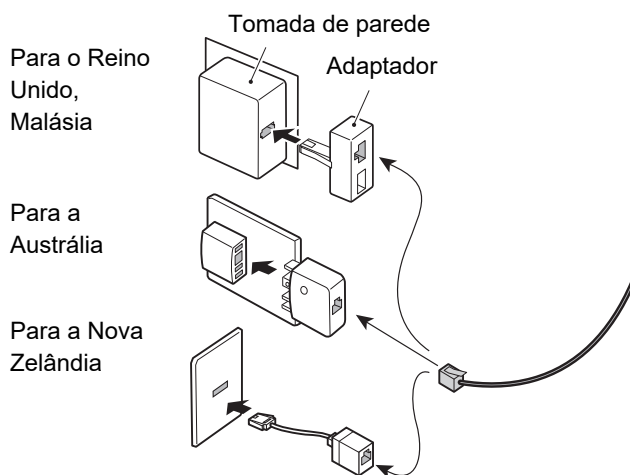 Tomada de parede
Para o Reino
Unido,
Malásia
Adaptador
Para a
Austrália
Para a Nova
Zelândia